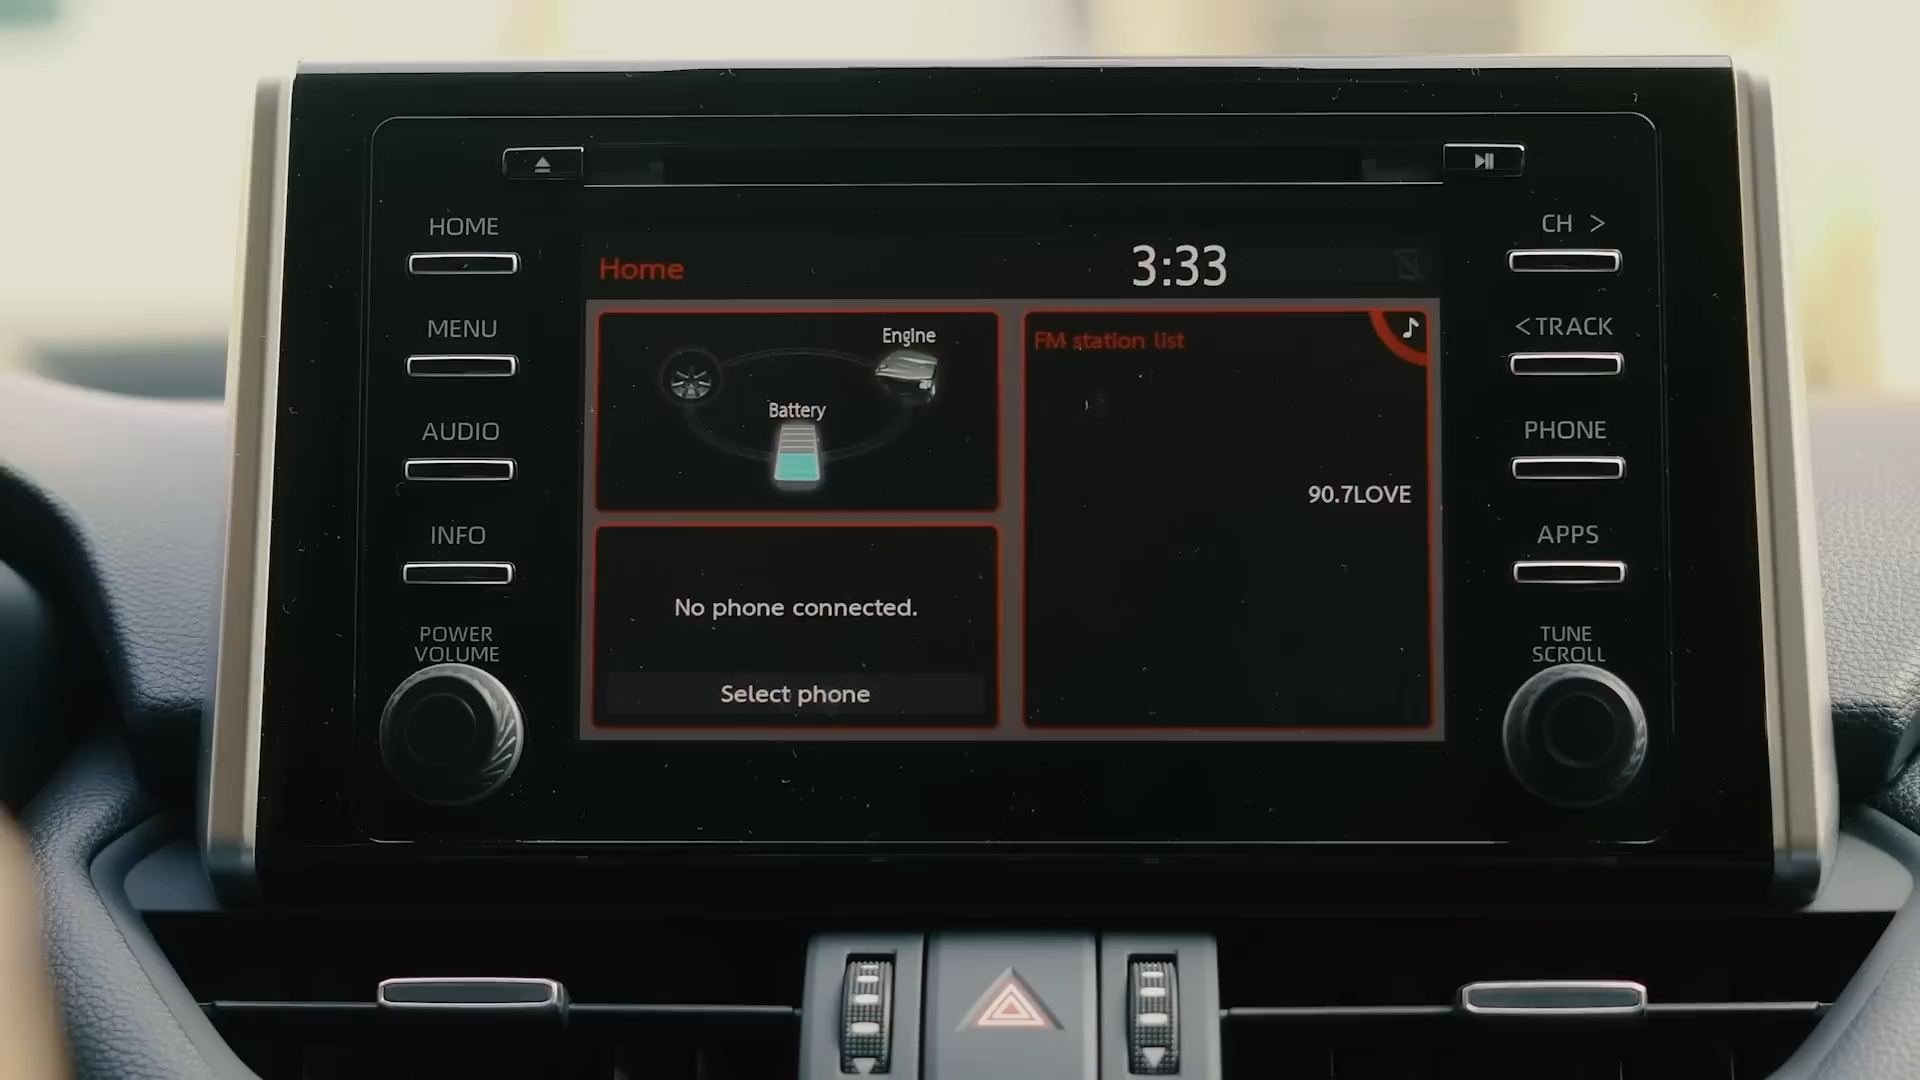 HOME
MENU
AUDIO
INFO
POWER
VOLUME
Home
3:33
Engine
Battery
No phone connected.
Select phone
FM station list
90.7LOVE
CH >
< TRACK
PHONE
APPS
TUNE
SCROLL